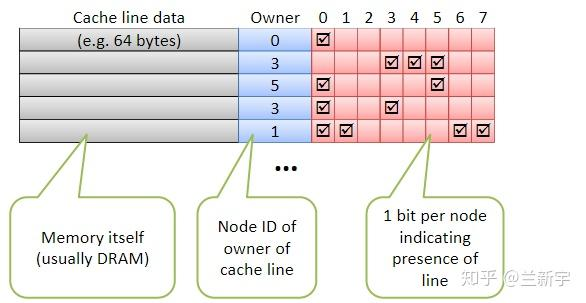 Cache line data Owner 0 1 2 3 4 5 6 7
(e.g. 64 bytes) 0
3
5
3
1
...
Memory itself
(usually DRAM)
Node ID of
owner of
cache line
1 bit per node
indicating
presence of
line
知乎 @兰新宇